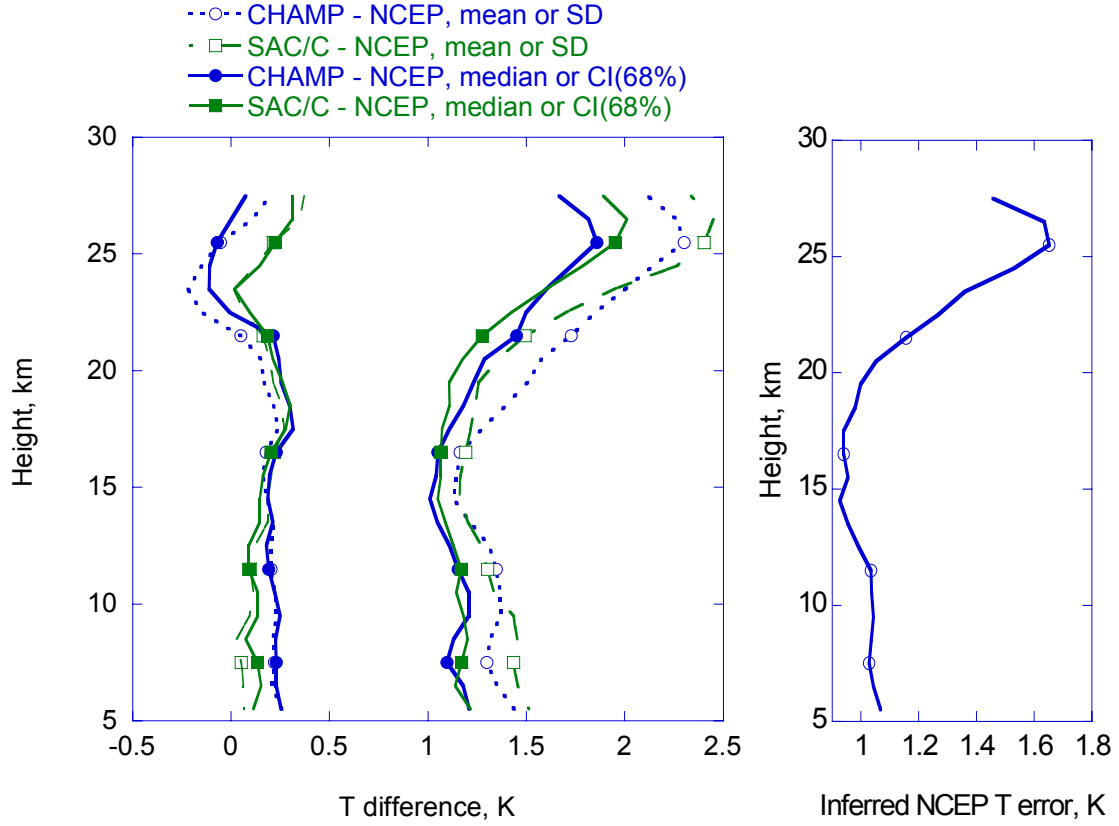 CHAMP - NCEP, mean or SD
SAC/C - NCEP, mean or SD
CHAMP - NCEP, median or CI(68%)
SAC/C - NCEP, median or CI(68%)
30
25
20
15
10
5
-0.5 0 0.5 1 1.5 2 2.5
Height, km
T difference, K
30
25
20
15
10
5
1 1.2 1.4 1.6 1.8
Height, km
Inferred NCEP T error, K